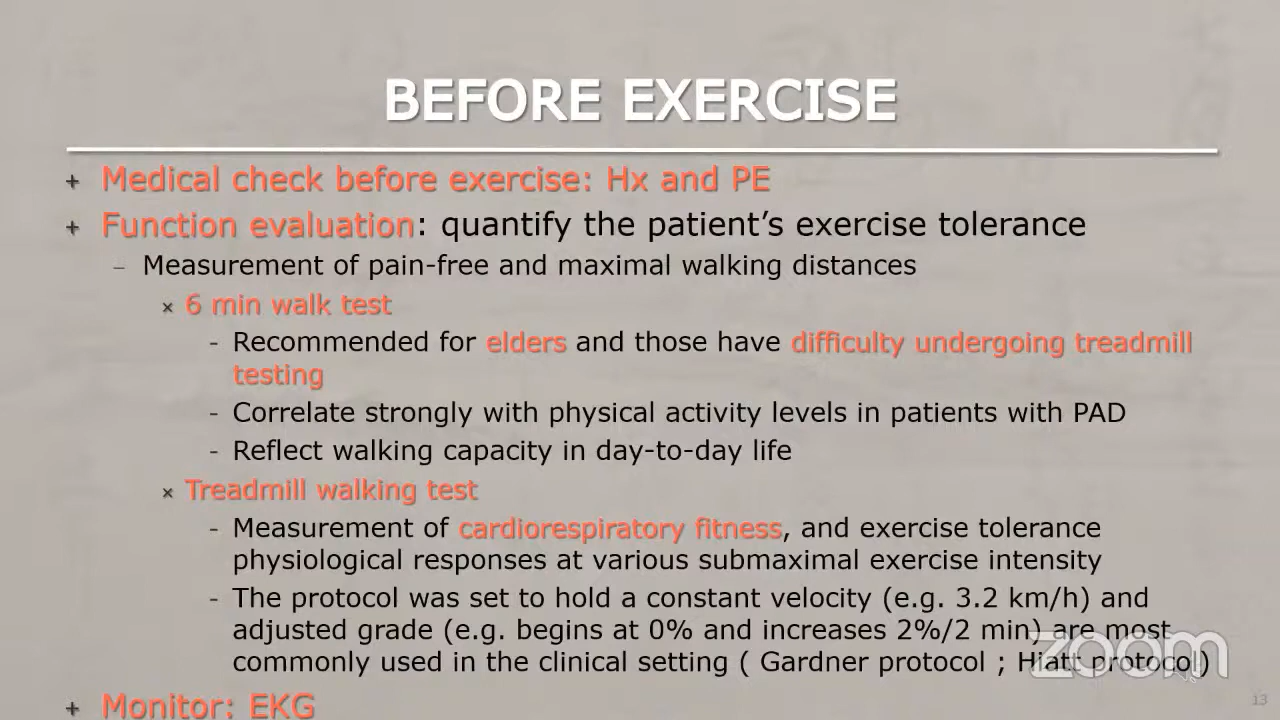 BEFORE EXERCISE
+ Medical check before exercise: Hx and PE
+ Function evaluation: quantify the patient’s exercise tolerance
– Measurement of pain-free and maximal walking distances
× 6 min walk test
- Recommended for elders and those have difficulty undergoing treadmill
testing
- Correlate strongly with physical activity levels in patients with PAD
- Reflect walking capacity in day-to-day life
× Treadmill walking test
- Measurement of cardiorespiratory fitness, and exercise tolerance
physiological responses at various submaximal exercise intensity
- The protocol was set to hold a constant velocity (e.g. 3.2 km/h) and
adjusted grade (e.g. begins at 0% and increases 2%/2 min) are most
commonly used in the clinical setting ( Gardner protocol ; Hiatt protocol)
zoom
+ Monitor: EKG
13